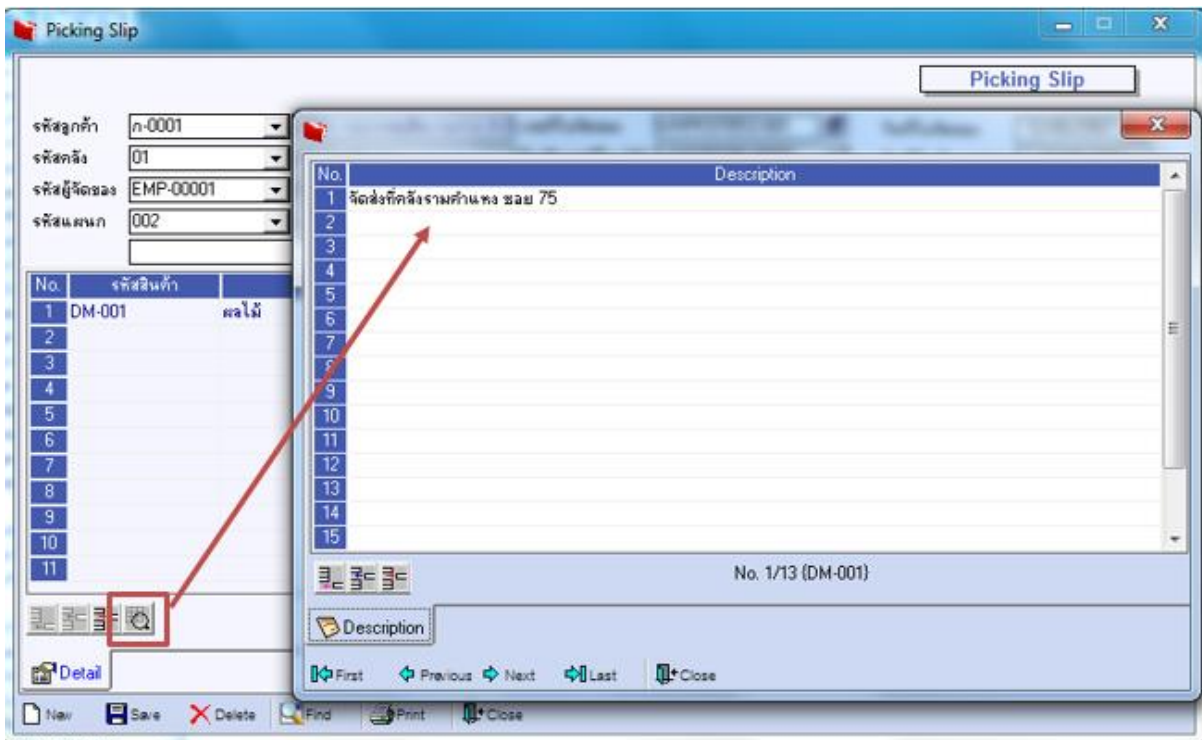 Picking Slip
Picking Slip
รหัสลูกค้า ก-0001
รหัสคลัง 01
รหัสผู้จัดของ EMP-00001
รหัสแผนก 002
No. รหัสสินค้า
1 DM-001 ผลไม้
2
3
4
5
6
7
8
9
10
11
Detail
New Save Delete Find Print Close
No. Description
1 จัดส่งที่คลังรามคำแหง ซอย 75
2
3
4
5
6
7
8
9
10
11
12
13
14
15
No. 1/13 (DM-001)
Description
First Previous Next Last Close